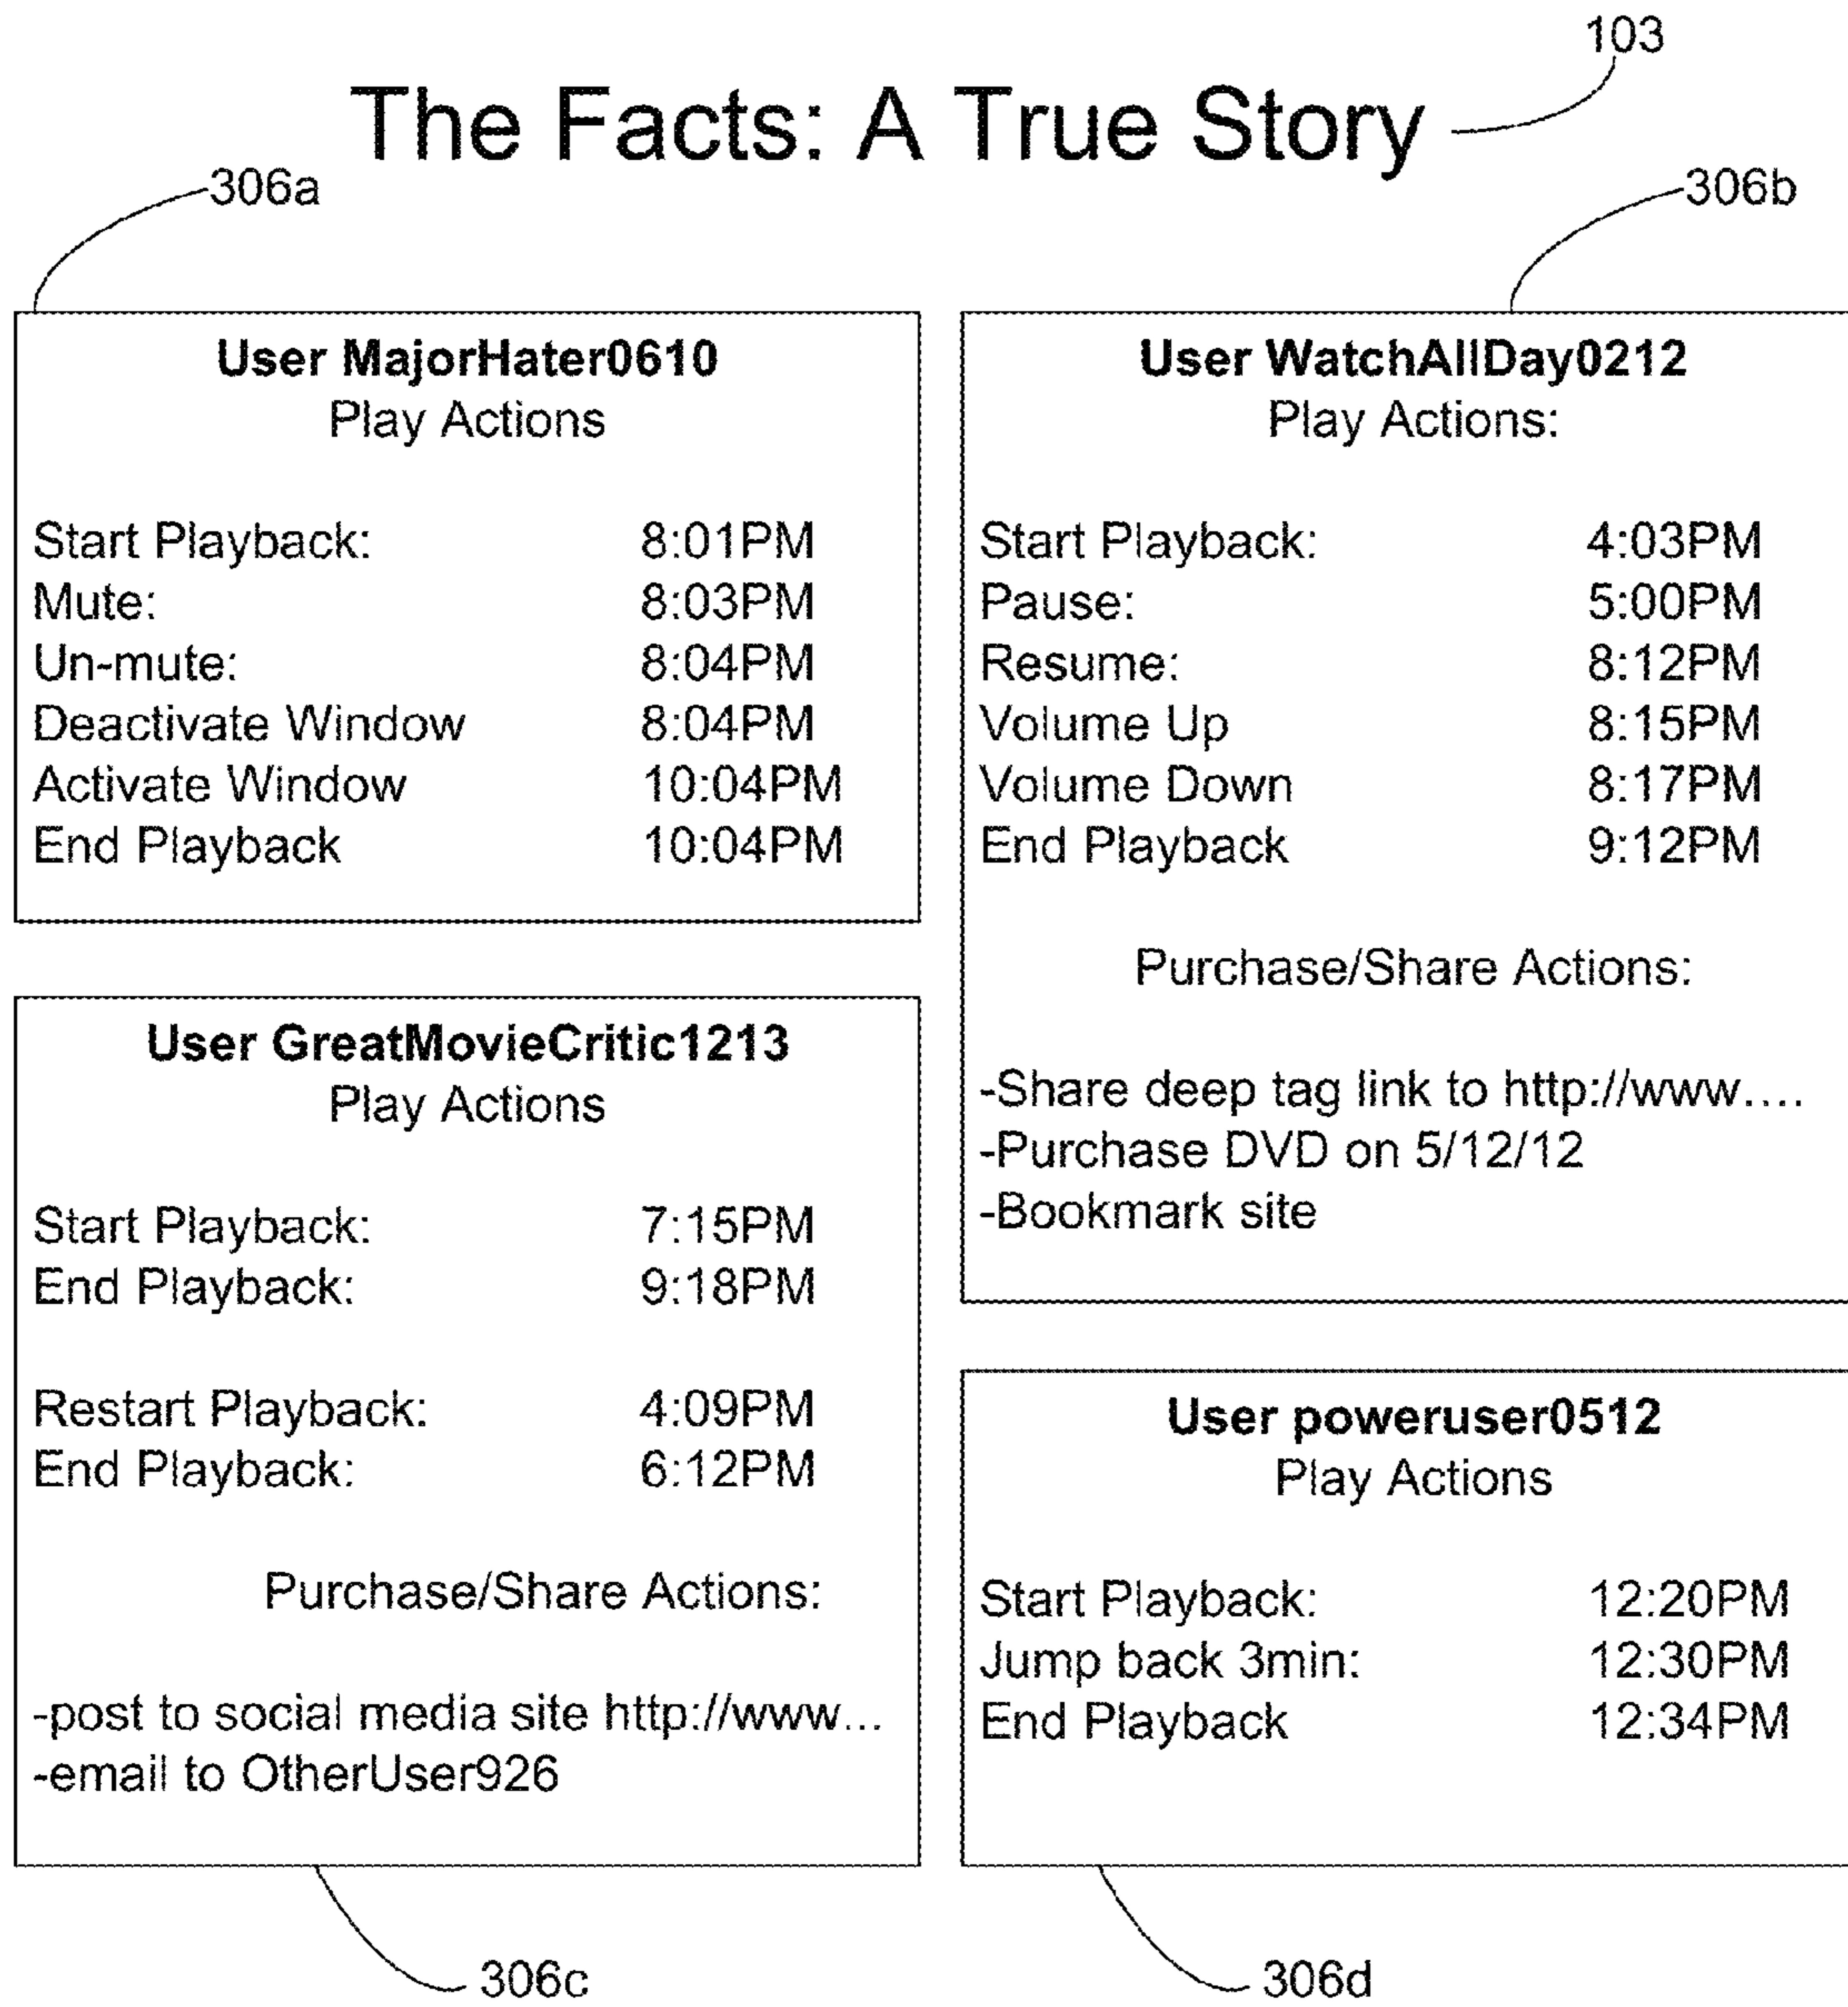 103
The Facts: A True Story
306a
306b
User MajorHater0610
Play Actions
Start Playback: 8:01PM
Mute: 8:03PM
Un-mute: 8:04PM
Deactivate Window 8:04PM
Activate Window 10:04PM
End Playback 10:04PM
User WatchAllDay0212
Play Actions:
Start Playback: 4:03PM
Pause: 5:00PM
Resume: 8:12PM
Volume Up 8:15PM
Volume Down 8:17PM
End Playback 9:12PM
Purchase/Share Actions:
-Share deep tag link to http://www....
-Purchase DVD on 5/12/12
-Bookmark site
User GreatMovieCritic1213
Play Actions
Start Playback: 7:15PM
End Playback: 9:18PM
Restart Playback: 4:09PM
End Playback: 6:12PM
Purchase/Share Actions:
-post to social media site http://www...
-email to OtherUser926
User poweruser0512
Play Actions
Start Playback: 12:20PM
Jump back 3min: 12:30PM
End Playback 12:34PM
306c
306d